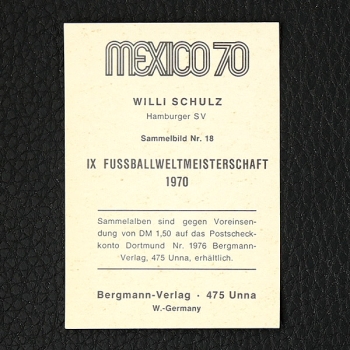 MEXICO 70
WILLI SCHULZ
Hamburger SV
Sammelbild Nr. 18
IX FUSSBALLWELTMEISTERSCHAFT
1970
Sammelalben sind gegen Voreinsen-
dung von DM 1,50 auf das Postscheck-
konto Dortmund Nr. 1976 Bergmann-
Verlag, 475 Unna, erhältlich.
Bergmann-Verlag · 475 Unna
W.-Germany